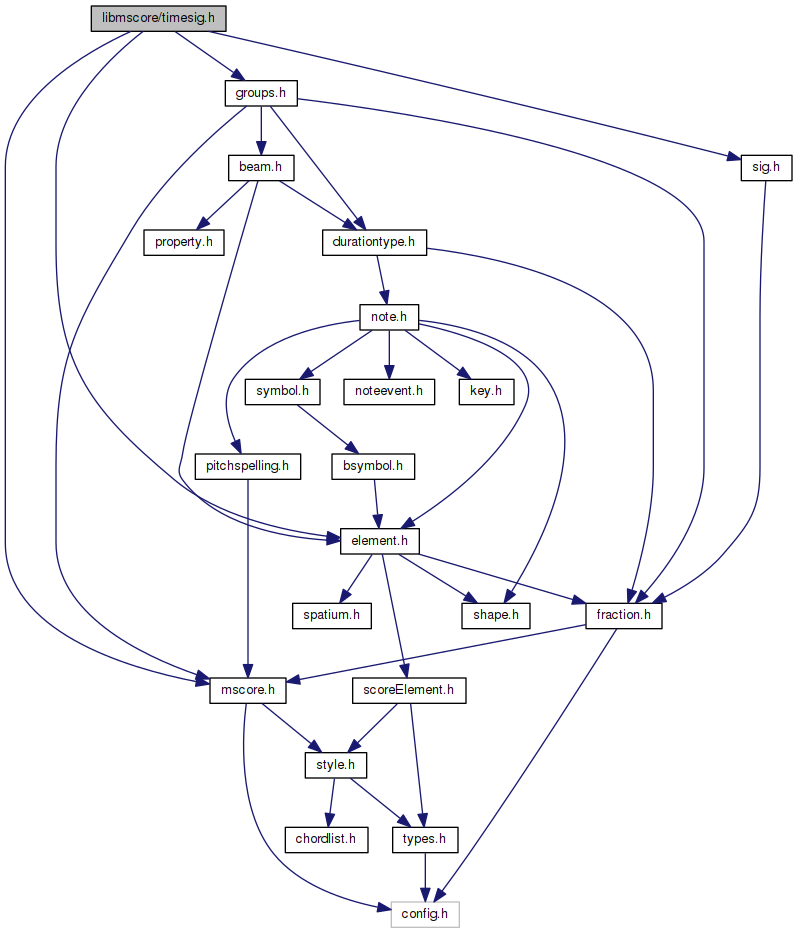 libmscore/timesig.h
groups.h
beam.h
sig.h
property.h
durationtype.h
note.h
symbol.h
noteevent.h
key.h
pitchspelling.h
bsymbol.h
element.h
spatium.h
shape.h
fraction.h
mscore.h
scoreElement.h
style.h
chordlist.h
types.h
config.h